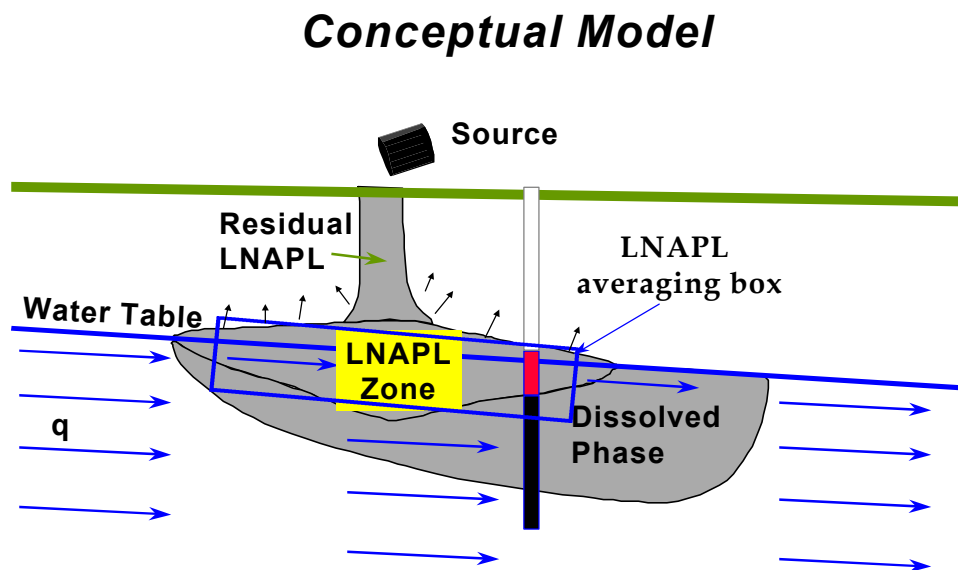 Conceptual Model
Source
Residual
LNAPL
LNAPL
averaging box
Water Table
LNAPL
Zone
q
Dissolved
Phase